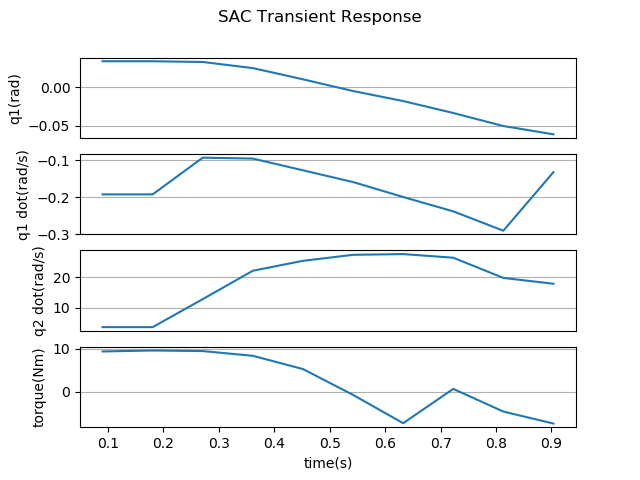 SAC Transient Response
q1(rad)
0.00
−0.05
q1 dot(rad/s)
−0.1
−0.2
−0.3
q2 dot(rad/s)
20
10
torque(Nm)
10
0
0.1 0.2 0.3 0.4 0.5 0.6 0.7 0.8 0.9
time(s)